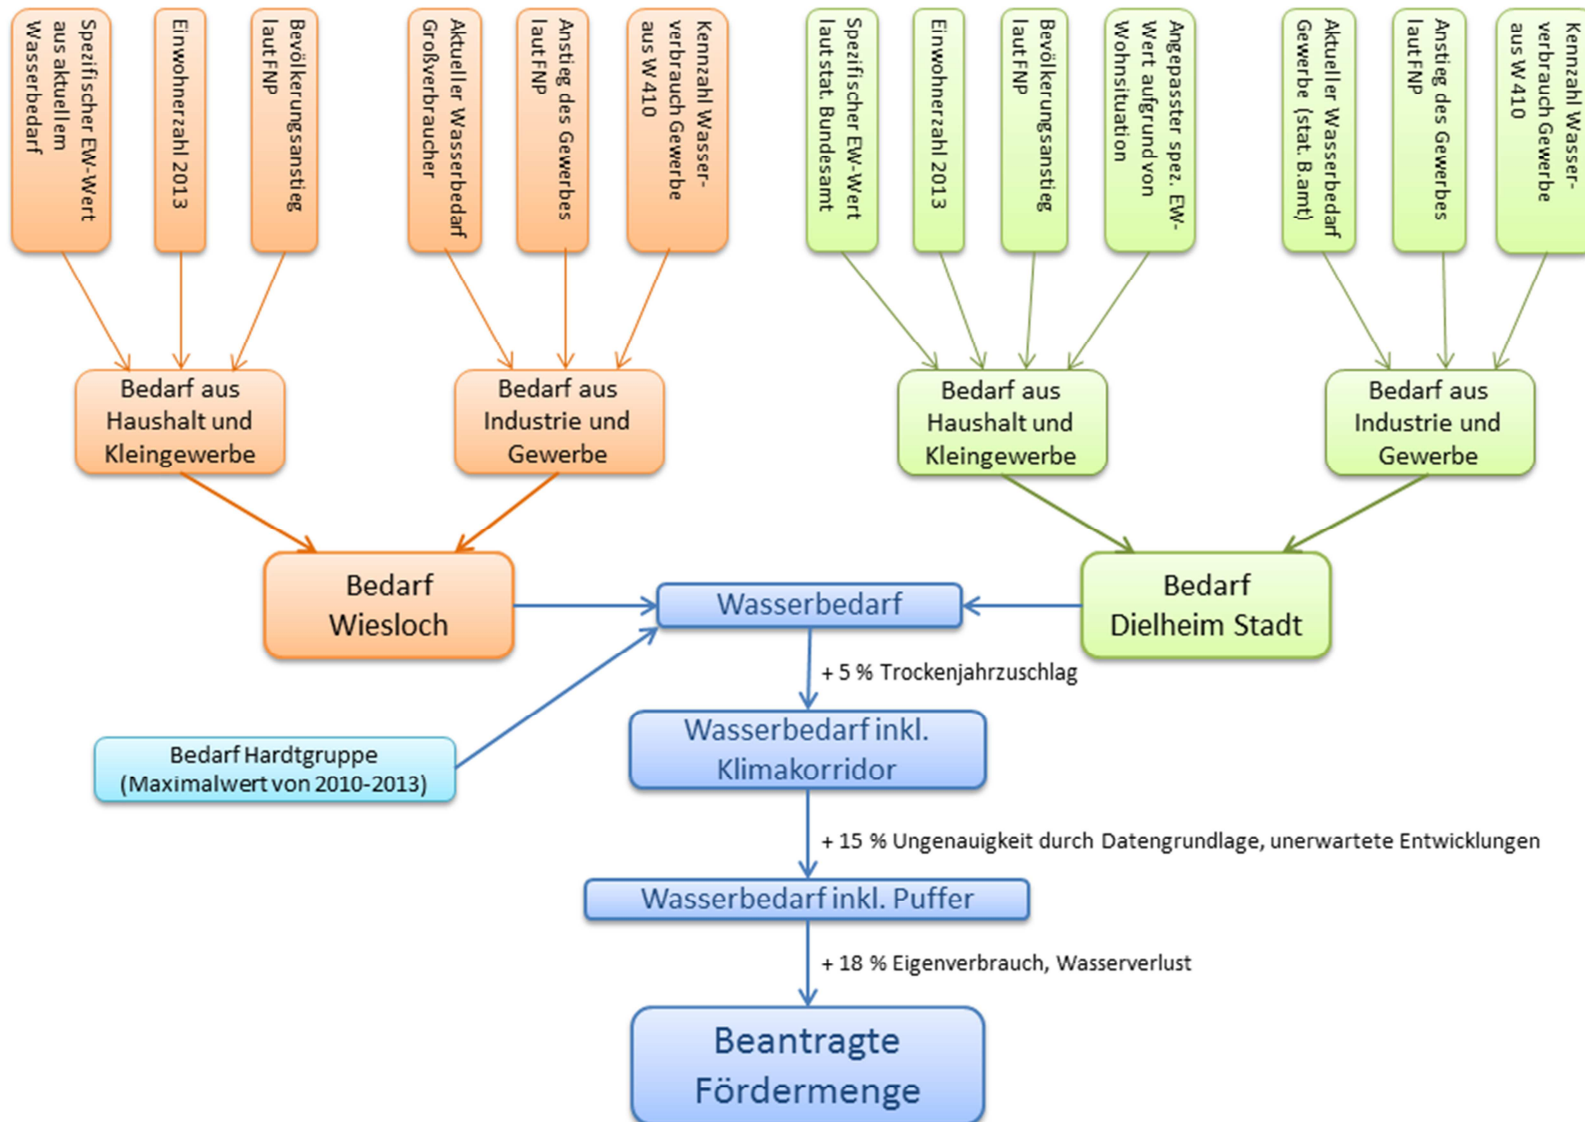 Spezifischer EW-Wert
aus aktuellem
Wasserbedarf
Einwohnerzahl 2013
Bevölkerungsanstieg
laut FNP
Aktueller Wasserbedarf
Großverbraucher
Anstieg des Gewerbes
laut FNP
Kennzahl Wasser-
verbrauch Gewerbe
aus W 410
Spezifischer EW-Wert
laut stat. Bundesamt
Einwohnerzahl 2013
Bevölkerungsanstieg
laut FNP
Angepasster spez. EW-
Wert aufgrund von
Wohnsituation
Aktueller Wasserbedarf
Gewerbe (stat. B.amt)
Anstieg des Gewerbes
laut FNP
Kennzahl Wasser-
verbrauch Gewerbe
aus W 410
Bedarf aus
Haushalt und
Kleingewerbe
Bedarf aus
Industrie und
Gewerbe
Bedarf aus
Haushalt und
Kleingewerbe
Bedarf aus
Industrie und
Gewerbe
Bedarf
Wiesloch
Wasserbedarf
Bedarf
Dielheim Stadt
+ 5 % Trockenjahrzuschlag
Bedarf Hardtgruppe
(Maximalwert von 2010-2013)
Wasserbedarf inkl.
Klimakorridor
+ 15 % Ungenauigkeit durch Datengrundlage, unerwartete Entwicklungen
Wasserbedarf inkl. Puffer
+ 18 % Eigenverbrauch, Wasserverlust
Beantragte
Fördermenge